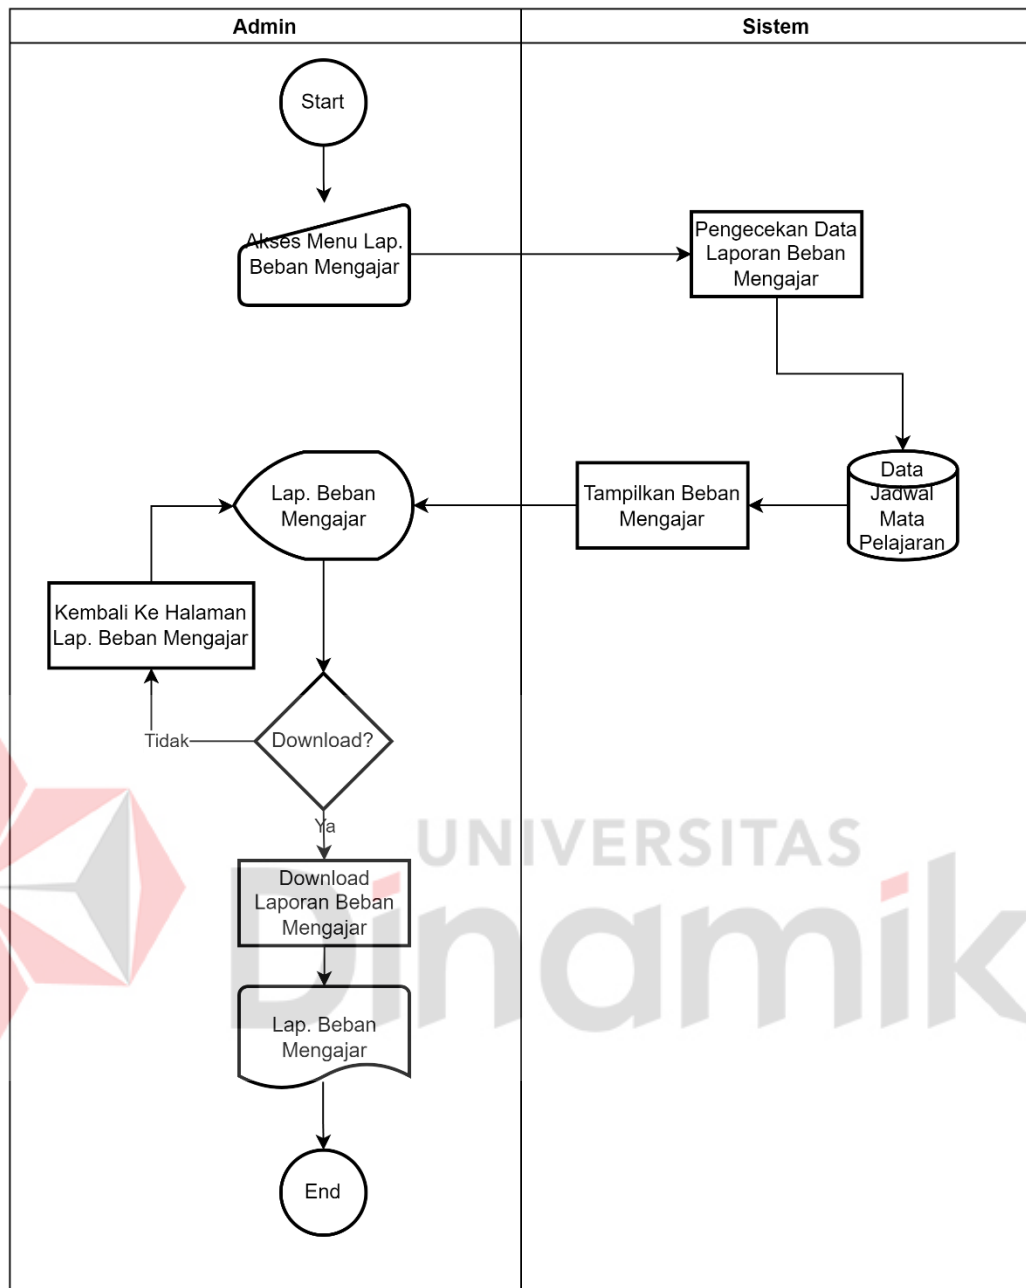 Admin
Sistem
Start
Akses Menu Lap.
Beban Mengajar
Pengecekan Data
Laporan Beban
Mengajar
Data
Jadwal
Mata
Pelajaran
Tampilkan Beban
Mengajar
Lap. Beban
Mengajar
Kembali Ke Halaman
Lap. Beban Mengajar
Download?
Tidak
Ya
Download
Laporan Beban
Mengajar
Lap. Beban
Mengajar
End
UNIVERSITAS
Dinamika